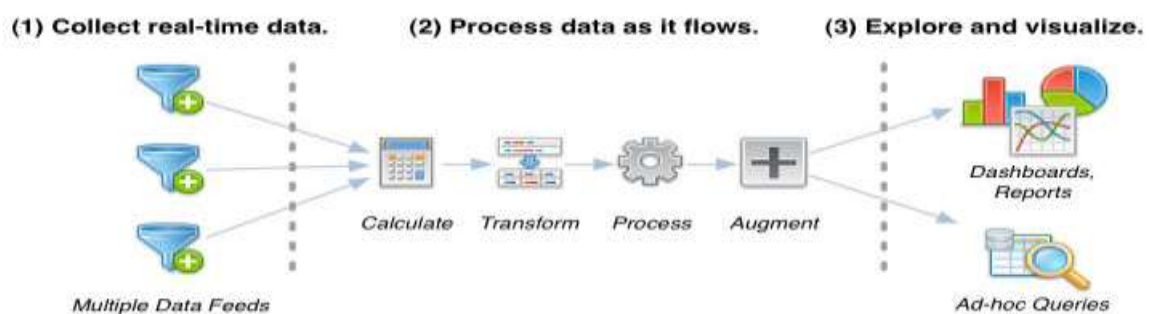 (1) Collect real-time data.
(2) Process data as it flows.
(3) Explore and visualize.
Multiple Data Feeds
Calculate
Transform
Process
Augment
Dashboards,
Reports
Ad-hoc Queries